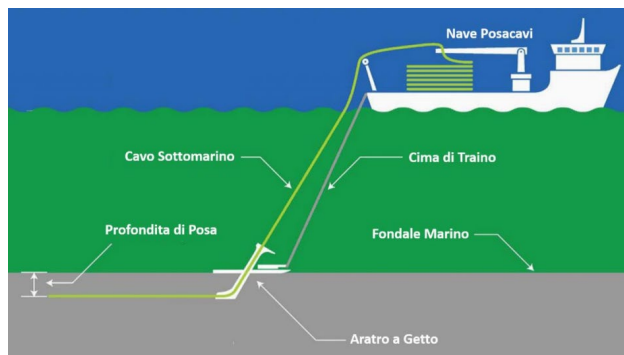 Nave Posacavi
Cavo Sottomarino
Cima di Traino
Profondita di Posa
Fondale Marino
Aratro a Getto